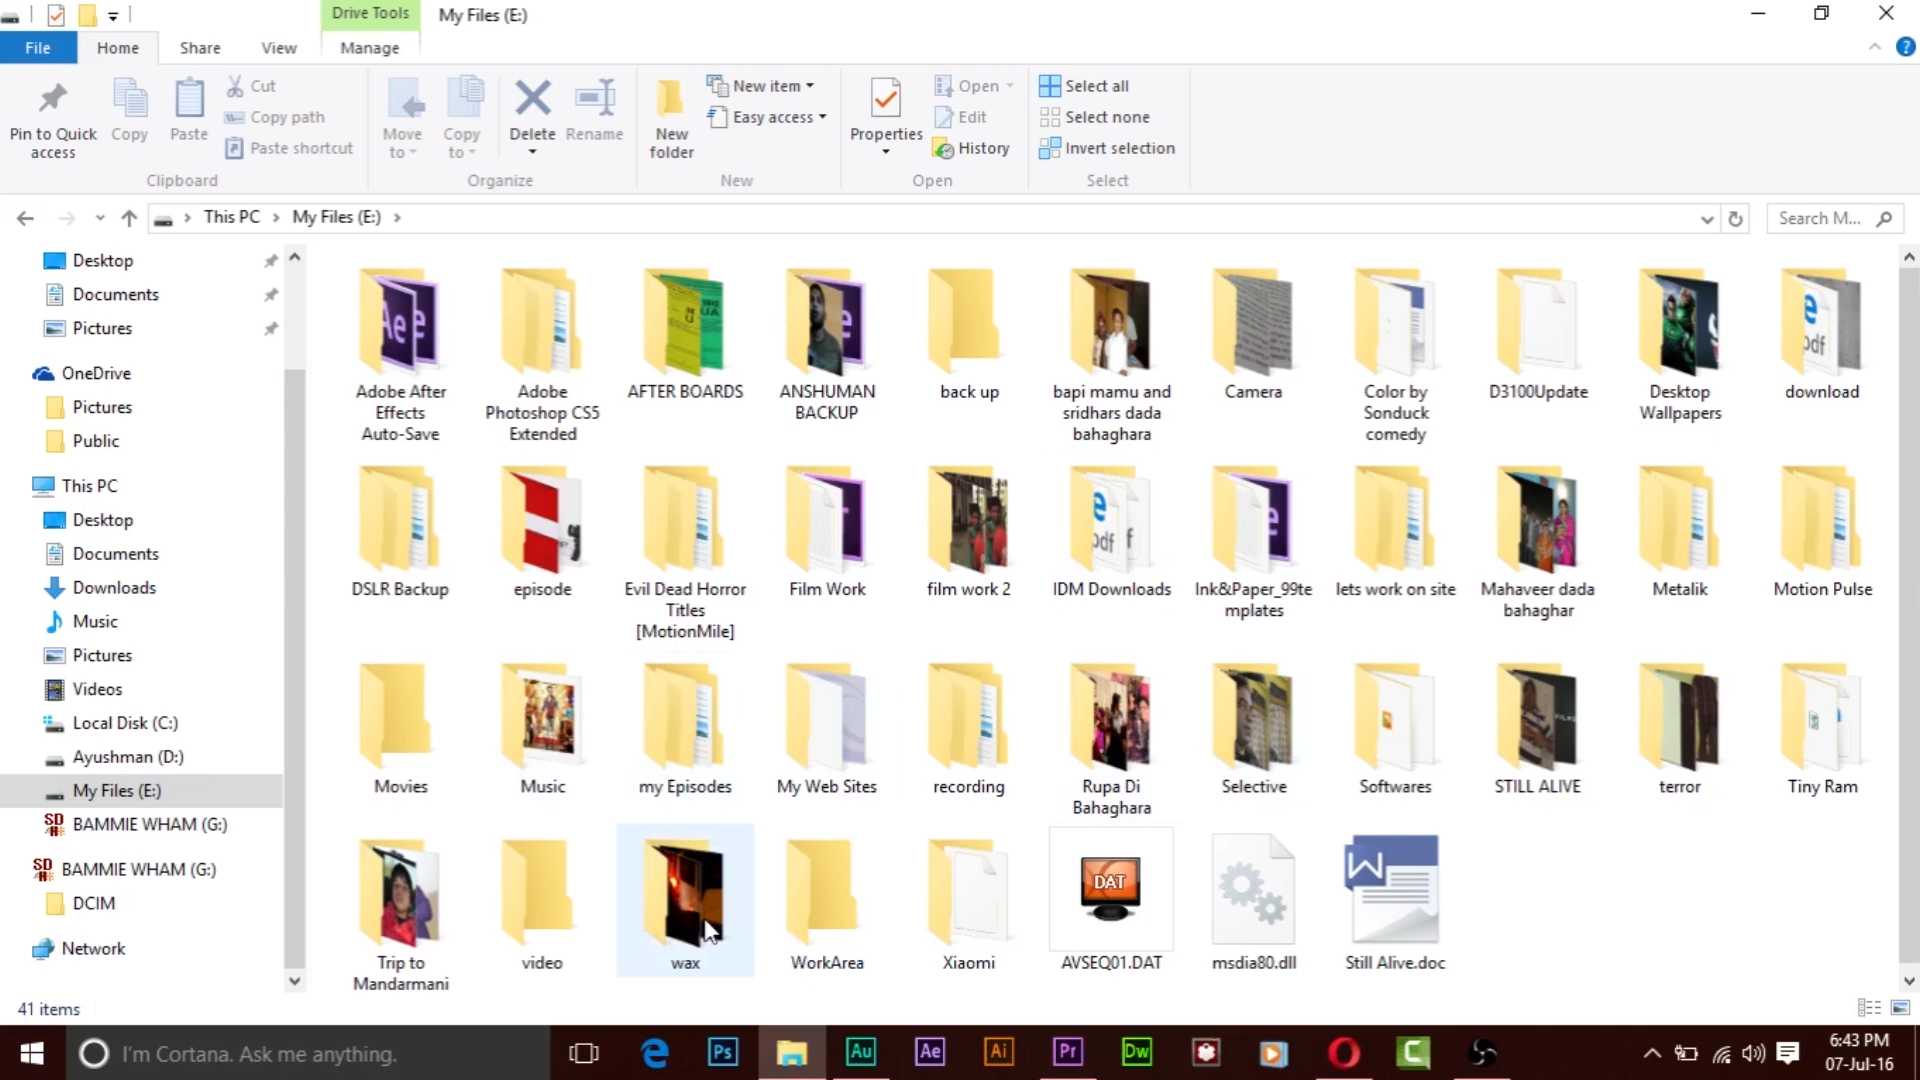 Drive Tools
My Files (E:)
File
Home
Share
View
Manage
Pin to Quick
access
Copy
Paste
Cut
Copy path
Paste shortcut
Clipboard
Move
to
Copy
to
Delete
Rename
Organize
New
folder
New item
Easy access
New
Properties
Open
Edit
History
Open
Select all
Select none
Invert selection
Select
This PC
My Files (E:)
Search M...
Desktop
Documents
Pictures
OneDrive
Pictures
Public
This PC
Desktop
Documents
Downloads
Music
Pictures
Videos
Local Disk (C:)
Ayushman (D:)
My Files (E:)
BAMMIE WHAM (G:)
BAMMIE WHAM (G:)
DCIM
Network
Adobe After
Effects
Auto-Save
Adobe
Photoshop CS5
Extended
AFTER BOARDS
ANSHUMAN
BACKUP
back up
bapi mamu and
sridhars dada
bahaghara
Camera
Color by
Sonduck
comedy
D3100Update
Desktop
Wallpapers
download
DSLR Backup
episode
Evil Dead Horror
Titles
[MotionMile]
Film Work
film work 2
IDM Downloads
Ink&Paper_99te
mplates
lets work on site
Mahaveer dada
bahaghar
Metalik
Motion Pulse
Movies
Music
my Episodes
My Web Sites
recording
Rupa Di
Bahaghara
Selective
Softwares
STILL ALIVE
terror
Tiny Ram
Trip to
Mandarmani
video
wax
WorkArea
Xiaomi
DAT
AVSEQ01.DAT
msdia80.dll
W
Still Alive.doc
41 items
I'm Cortana. Ask me anything.
Ps
Au
Ae
Ai
Pr
Dw
6:43 PM
07-Jul-16